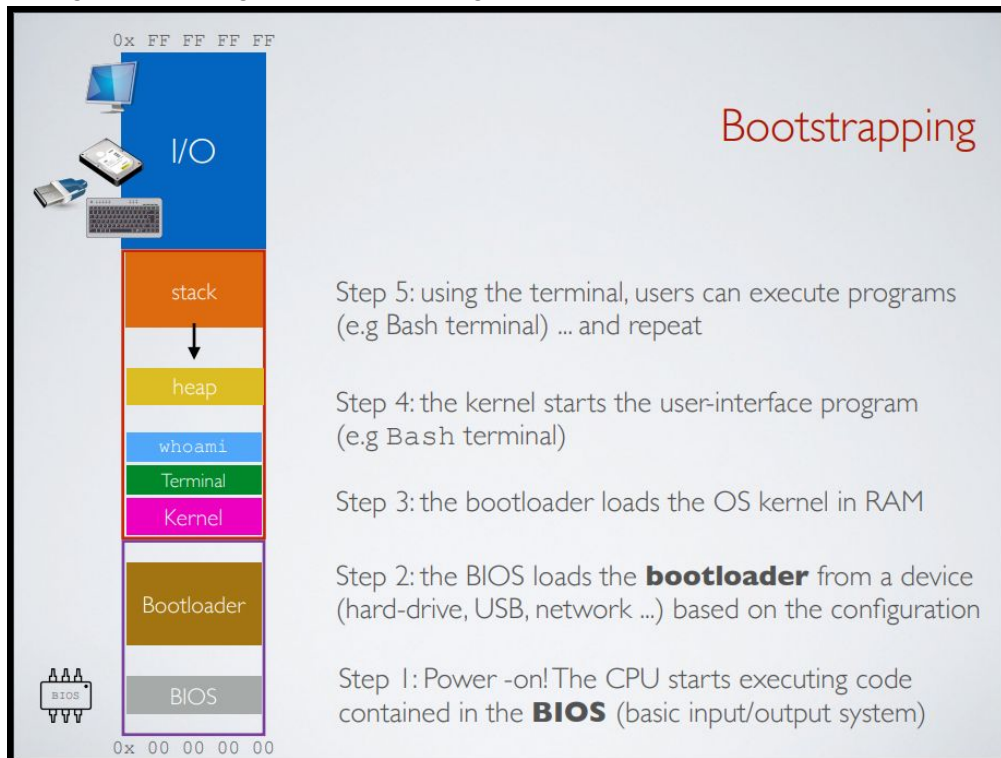 0x FF FF FF FF
Bootstrapping
I/O
stack
heap
whoami
Terminal
Kernel
Bootloader
BIOS
BIOS
0x 00 00 00 00
Step 5: using the terminal, users can execute programs
(e.g Bash terminal) ... and repeat
Step 4: the kernel starts the user-interface program
(e.g Bash terminal)
Step 3: the bootloader loads the OS kernel in RAM
Step 2: the BIOS loads the bootloader from a device
(hard-drive, USB, network ...) based on the configuration
Step 1: Power -on! The CPU starts executing code
contained in the BIOS (basic input/output system)